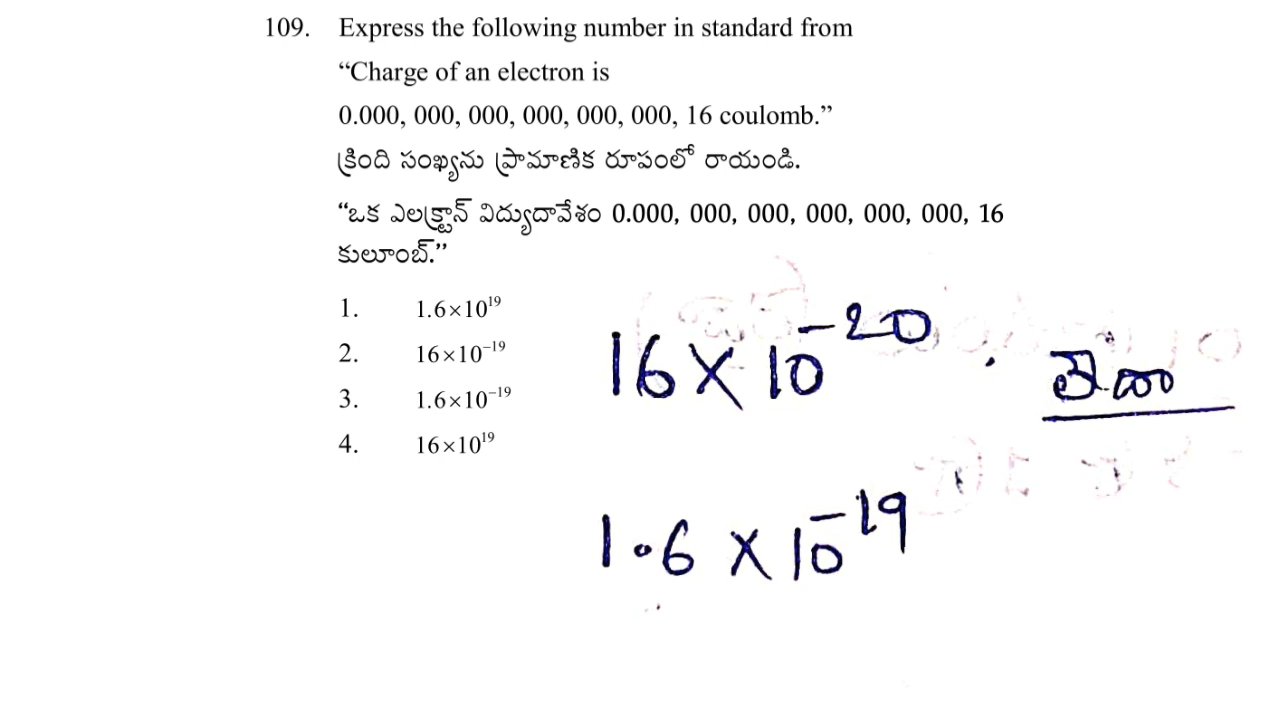 109. Express the following number in standard from
“Charge of an electron is
0.000, 000, 000, 000, 000, 000, 16 coulomb.”
క్రింది సంఖ్యను ప్రామాణిక రూపంలో రాయండి.
“ఒక ఎలక్ట్రాన్ విద్యుదావేశం 0.000, 000, 000, 000, 000, 000, 16
కులూంబ్.”
1. 1.6×10¹⁹
2. 16×10⁻¹⁹
3. 1.6×10⁻¹⁹
4. 16×10¹⁹
16 × 10⁻²⁰
1.6 × 10⁻¹⁹